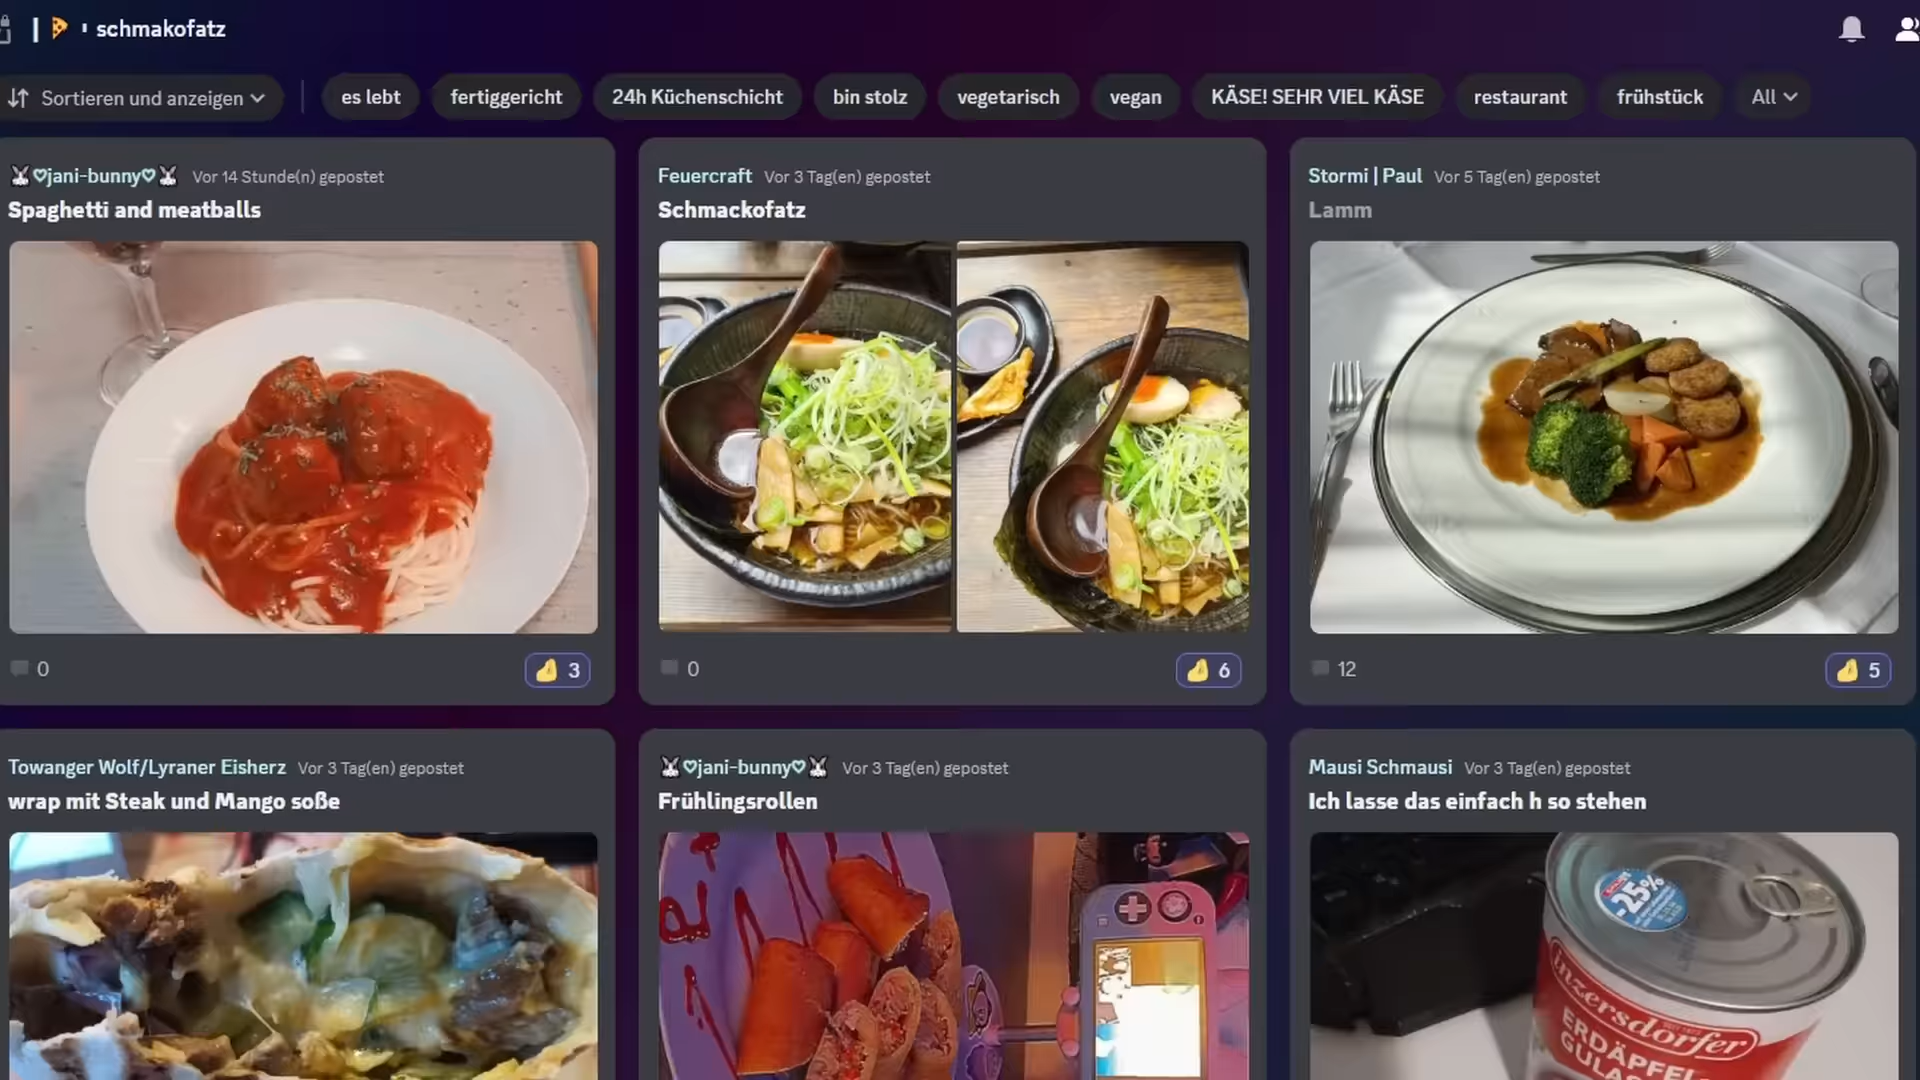 schmakofatz
Sortieren und anzeigen
es lebt
fertiggericht
24h Küchenschicht
bin stolz
vegetarisch
vegan
KÄSE! SEHR VIEL KÄSE
restaurant
frühstück
All
♡jani-bunny♡ Vor 14 Stunde(n) gepostet
Spaghetti and meatballs
0
3
Feuercraft Vor 3 Tag(en) gepostet
Schmackofatz
0
6
Stormi | Paul Vor 5 Tag(en) gepostet
Lamm
12
5
Towanger Wolf/Lyraner Eisherz Vor 3 Tag(en) gepostet
wrap mit Steak und Mango soße
♡jani-bunny♡ Vor 3 Tag(en) gepostet
Frühlingsrollen
Mausi Schmausi Vor 3 Tag(en) gepostet
Ich lasse das einfach h so stehen
-25%
inzersdorfer
ERDÄPFEL
GULAS